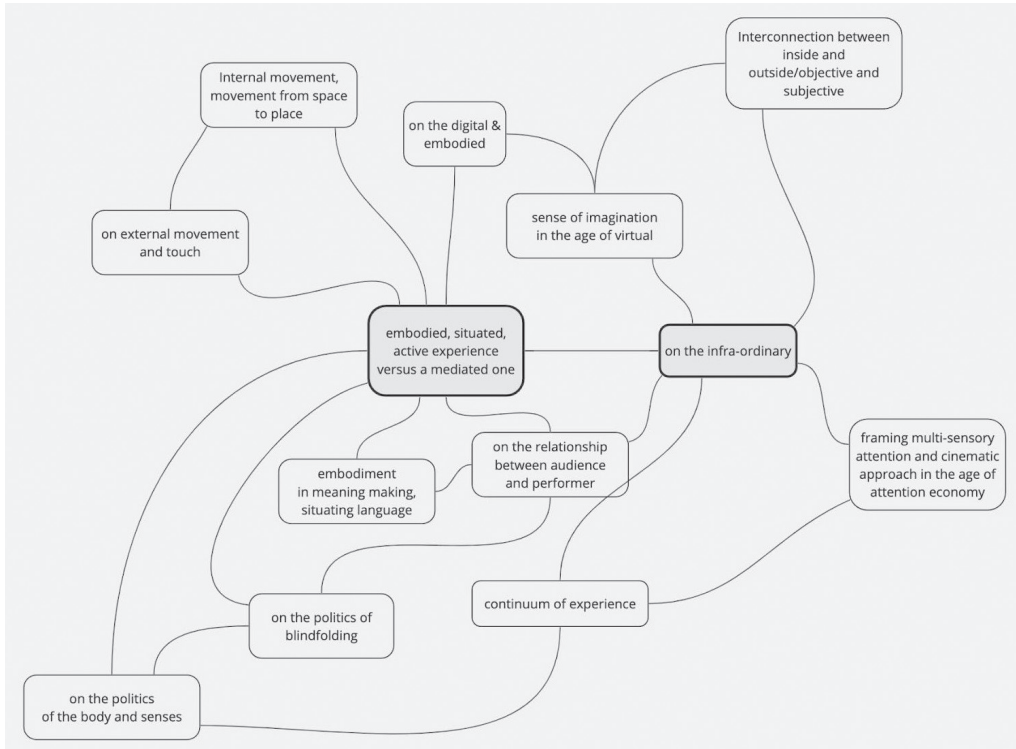 Interconnection between
inside and
outside/objective and
subjective
Internal movement,
movement from space
to place
on the digital &
embodied
sense of imagination
in the age of virtual
on external movement
and touch
embodied, situated,
active experience
versus a mediated one
on the infra-ordinary
framing multi-sensory
attention and cinematic
approach in the age of
attention economy
on the relationship
between audience
and performer
embodiment
in meaning making,
situating language
continuum of experience
on the politics of
blindfolding
on the politics
of the body and senses